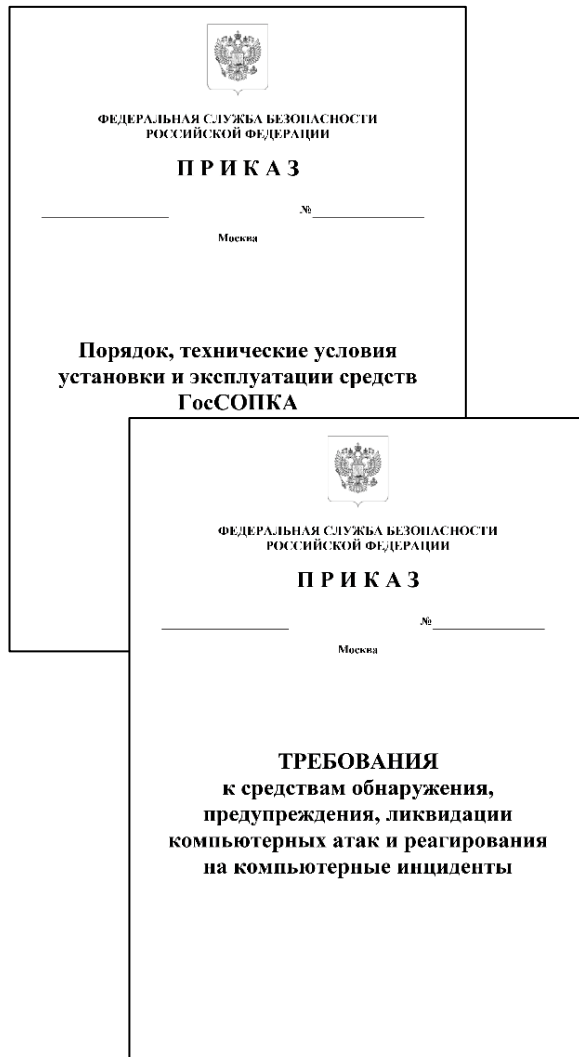 ФЕДЕРАЛЬНАЯ СЛУЖБА БЕЗОПАСНОСТИ
РОССИЙСКОЙ ФЕДЕРАЦИИ
П Р И К А З
№
Москва
Порядок, технические условия
установки и эксплуатации средств
ГосСОПКА
ФЕДЕРАЛЬНАЯ СЛУЖБА БЕЗОПАСНОСТИ
РОССИЙСКОЙ ФЕДЕРАЦИИ
П Р И К А З
№
Москва
ТРЕБОВАНИЯ
к средствам обнаружения,
предупреждения, ликвидации
компьютерных атак и реагирования
на компьютерные инциденты